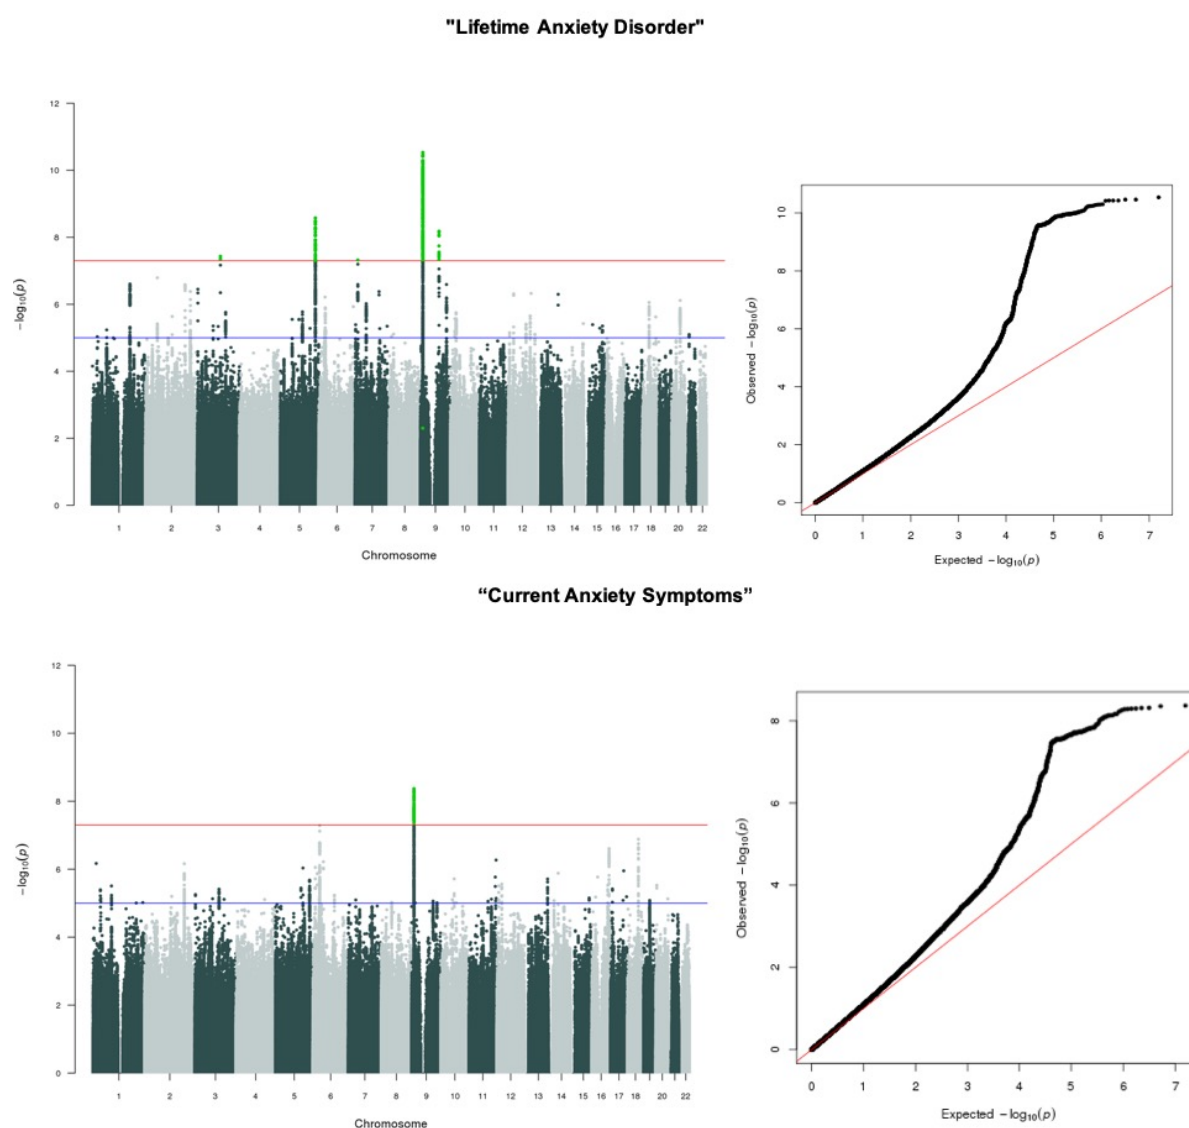 "Lifetime Anxiety Disorder"
12
10
8
6
4
2
0
−log₁₀(p)
1 2 3 4 5 6 7 8 9 10 11 12 13 14 15 16 17 18 20 22
Chromosome
10
8
6
4
2
0
Observed −log₁₀(p)
0 1 2 3 4 5 6 7
Expected −log₁₀(p)
“Current Anxiety Symptoms”
12
10
8
6
4
2
0
−log₁₀(p)
1 2 3 4 5 6 7 8 9 10 11 12 13 14 15 16 17 18 20 22
Chromosome
8
6
4
2
0
Observed −log₁₀(p)
0 1 2 3 4 5 6 7
Expected −log₁₀(p)